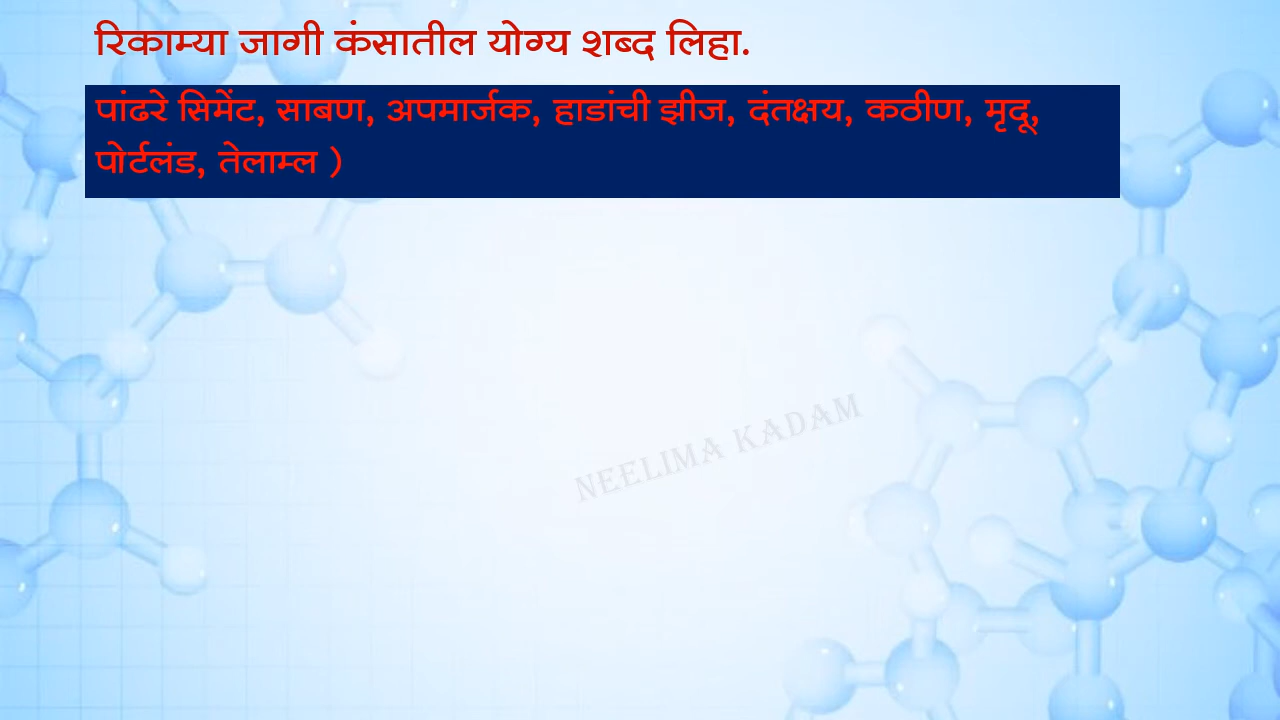 रिकाम्या जागी कंसातील योग्य शब्द लिहा.
पांढरे सिमेंट, साबण, अपमार्जक, हाडांची झीज, दंतक्षय, कठीण, मृदू,
पोर्टलंड, तेलाम्ल )
NEELIMA KADAM